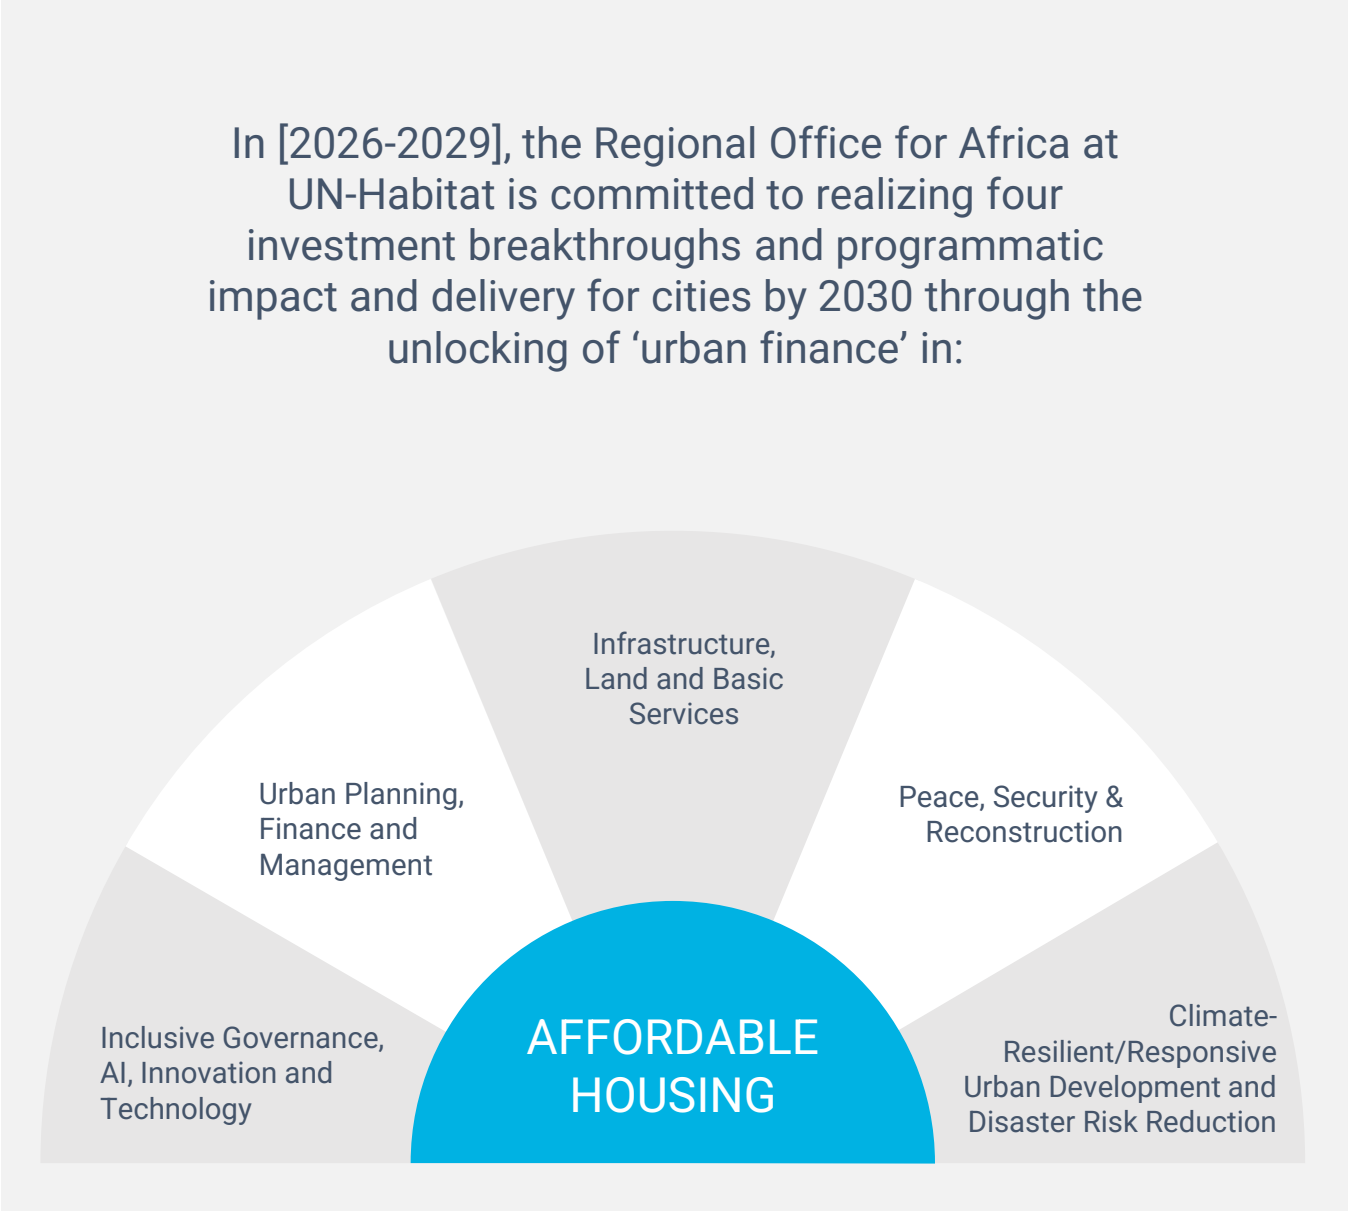 In [2026-2029], the Regional Office for Africa at
UN-Habitat is committed to realizing four
investment breakthroughs and programmatic
impact and delivery for cities by 2030 through the
unlocking of ‘urban finance’ in:
Infrastructure,
Land and Basic
Services
Urban Planning,
Finance and
Management
Peace, Security &
Reconstruction
Inclusive Governance,
AI, Innovation and
Technology
AFFORDABLE
HOUSING
Climate-
Resilient/Responsive
Urban Development and
Disaster Risk Reduction